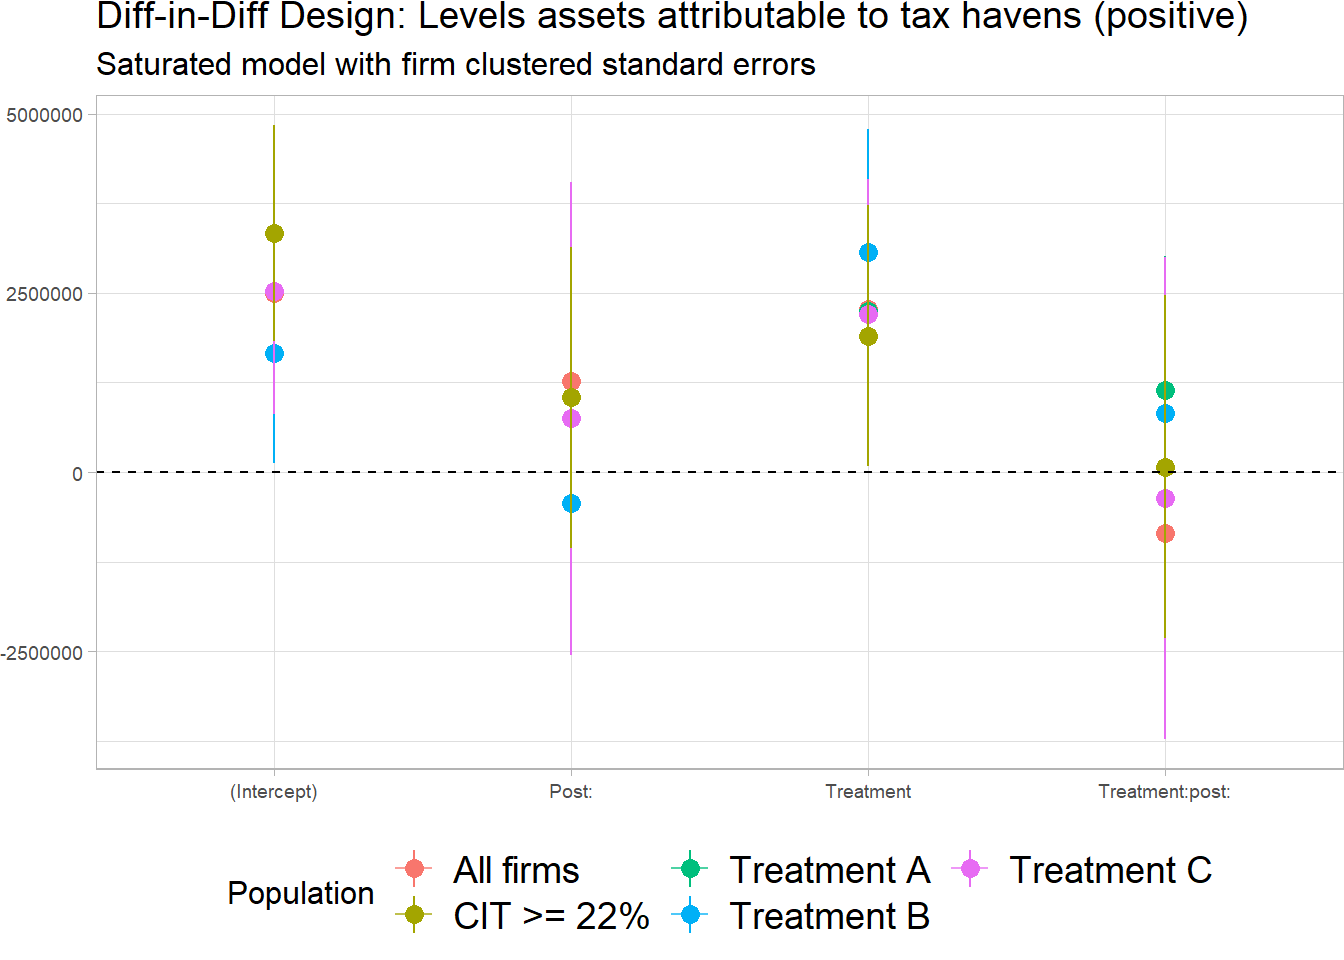 Diff-in-Diff Design: Levels assets attributable to tax havens (positive)
Saturated model with firm clustered standard errors
5000000
2500000
0
-2500000
(Intercept) Post: Treatment Treatment:post:
Population
All firms Treatment A Treatment C
CIT >= 22% Treatment B